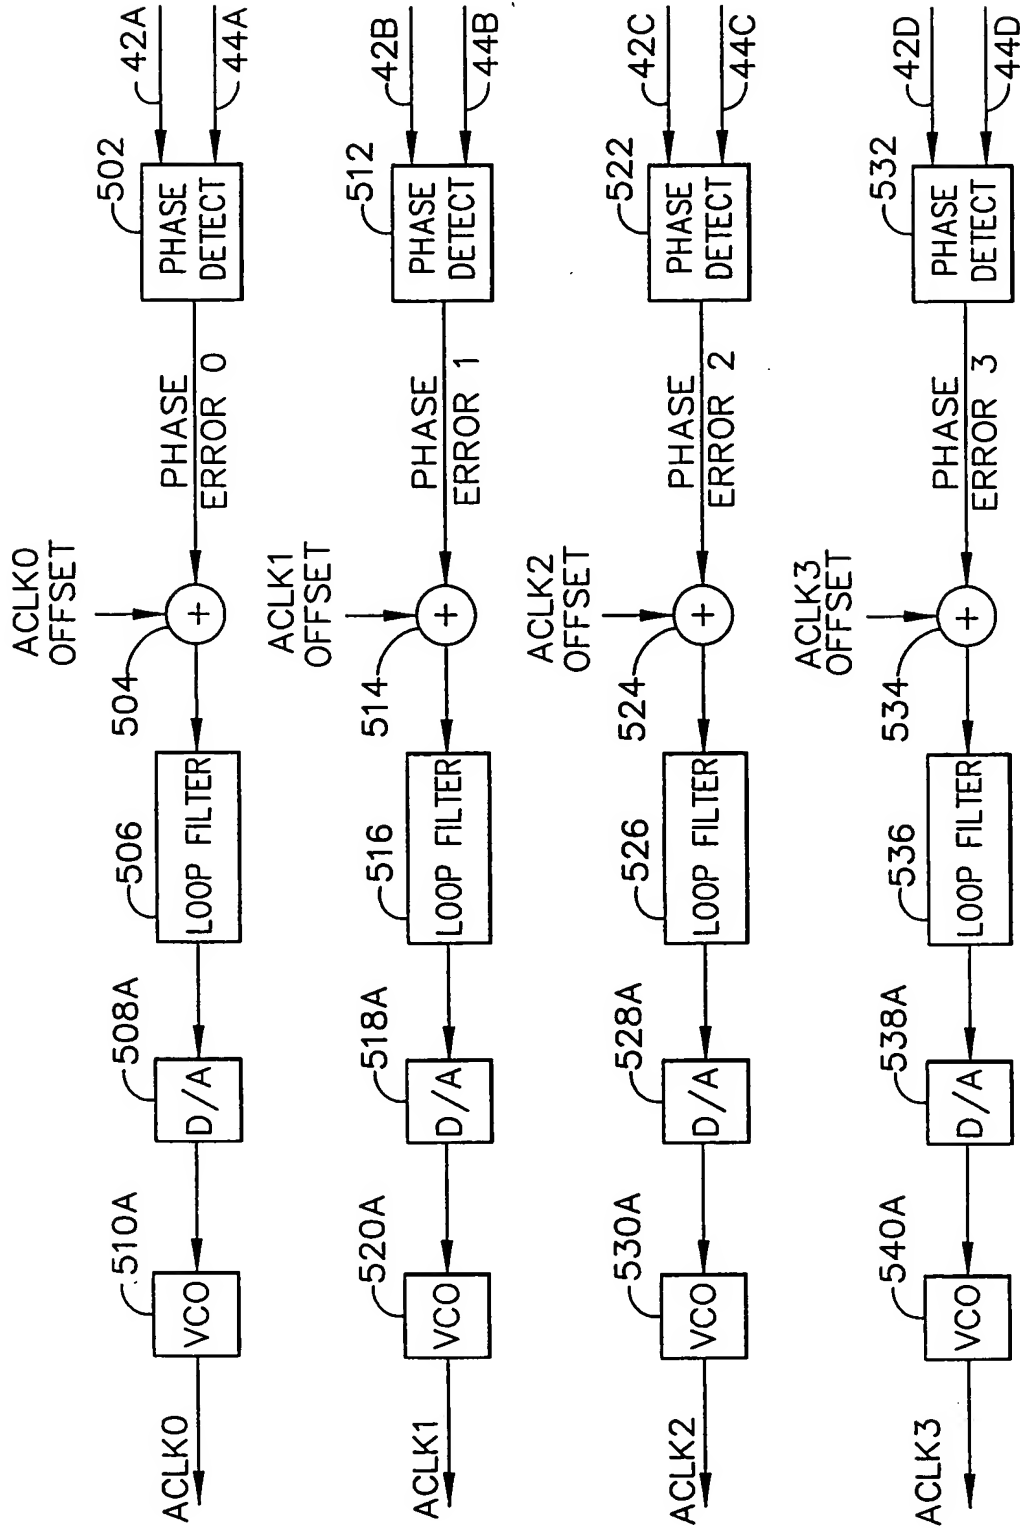 42A
44A
502
PHASE
DETECT
PHASE
ERROR 0
ACLK0
OFFSET
504
506
LOOP FILTER
508A
D/A
510A
VCO
ACLK0
42B
44B
512
PHASE
DETECT
PHASE
ERROR 1
ACLK1
OFFSET
514
516
LOOP FILTER
518A
D/A
520A
VCO
ACLK1
42C
44C
522
PHASE
DETECT
PHASE
ERROR 2
ACLK2
OFFSET
524
526
LOOP FILTER
528A
D/A
530A
VCO
ACLK2
42D
44D
532
PHASE
DETECT
PHASE
ERROR 3
ACLK3
OFFSET
534
536
LOOP FILTER
538A
D/A
540A
VCO
ACLK3